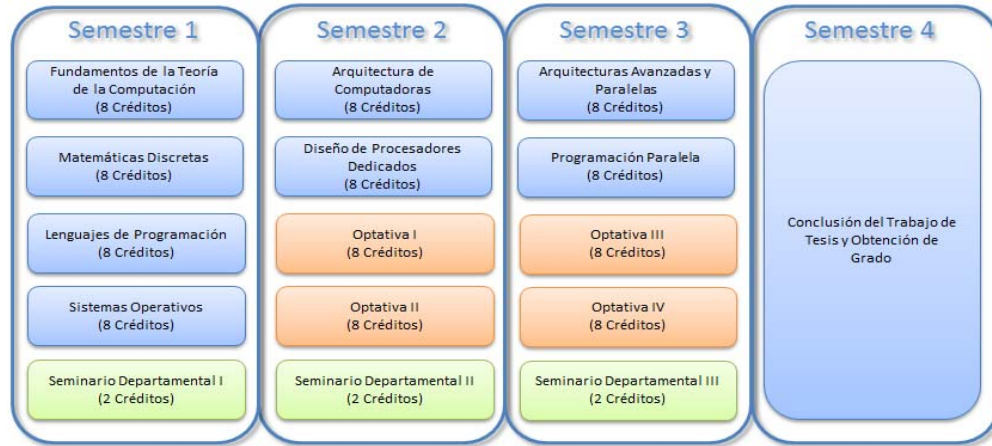 Semestre 1
Fundamentos de la Teoría
de la Computación
(8 Créditos)
Matemáticas Discretas
(8 Créditos)
Lenguajes de Programación
(8 Créditos)
Sistemas Operativos
(8 Créditos)
Seminario Departamental I
(2 Créditos)
Semestre 2
Arquitectura de
Computadoras
(8 Créditos)
Diseño de Procesadores
Dedicados
(8 Créditos)
Optativa I
(8 Créditos)
Optativa II
(8 Créditos)
Seminario Departamental II
(2 Créditos)
Semestre 3
Arquitecturas Avanzadas y
Paralelas
(8 Créditos)
Programación Paralela
(8 Créditos)
Optativa III
(8 Créditos)
Optativa IV
(8 Créditos)
Seminario Departamental III
(2 Créditos)
Semestre 4
Conclusión del Trabajo de
Tesis y Obtención de
Grado